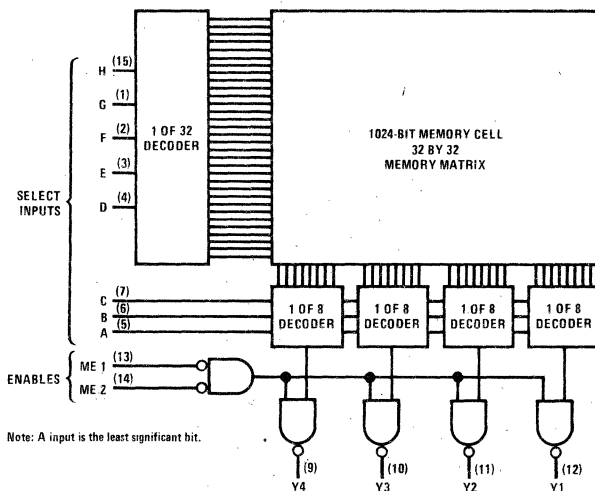 H (15)
G (1)
F (2)
E (3)
D (4)
SELECT
INPUTS
1 OF 32
DECODER
1024-BIT MEMORY CELL
32 BY 32
MEMORY MATRIX
C (7)
B (6)
A (5)
1 OF 8
DECODER
1 OF 8
DECODER
1 OF 8
DECODER
1 OF 8
DECODER
ENABLES
ME 1 (13)
ME 2 (14)
Note: A input is the least significant bit.
(9)
Y4
(10)
Y3
(11)
Y2
(12)
Y1